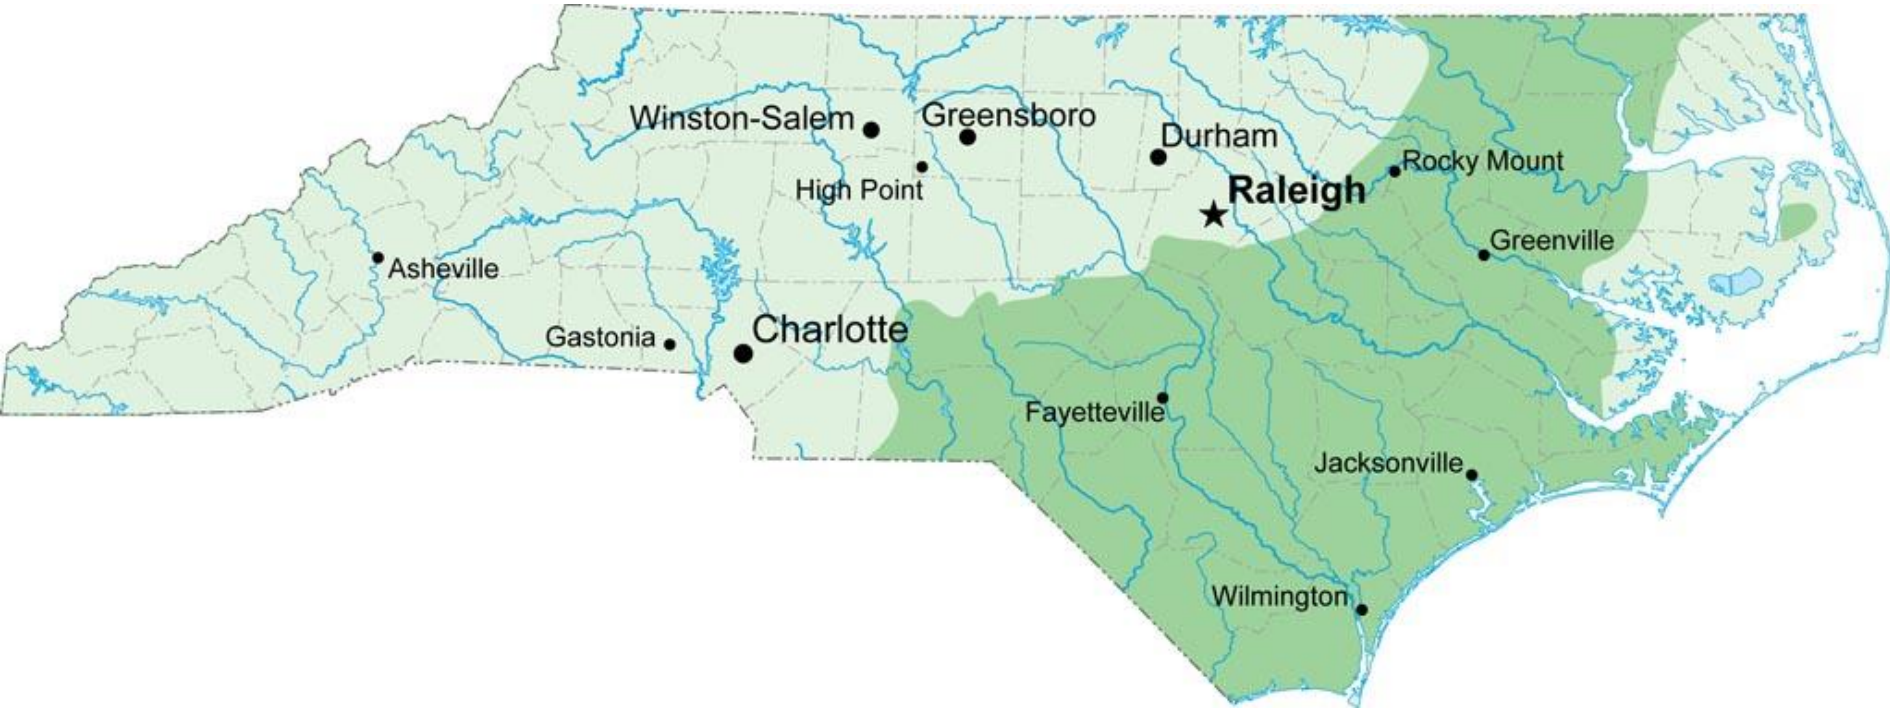 Winston-Salem
Greensboro
Durham
High Point
Raleigh
Rocky Mount
Greenville
Asheville
Gastonia
Charlotte
Fayetteville
Jacksonville
Wilmington